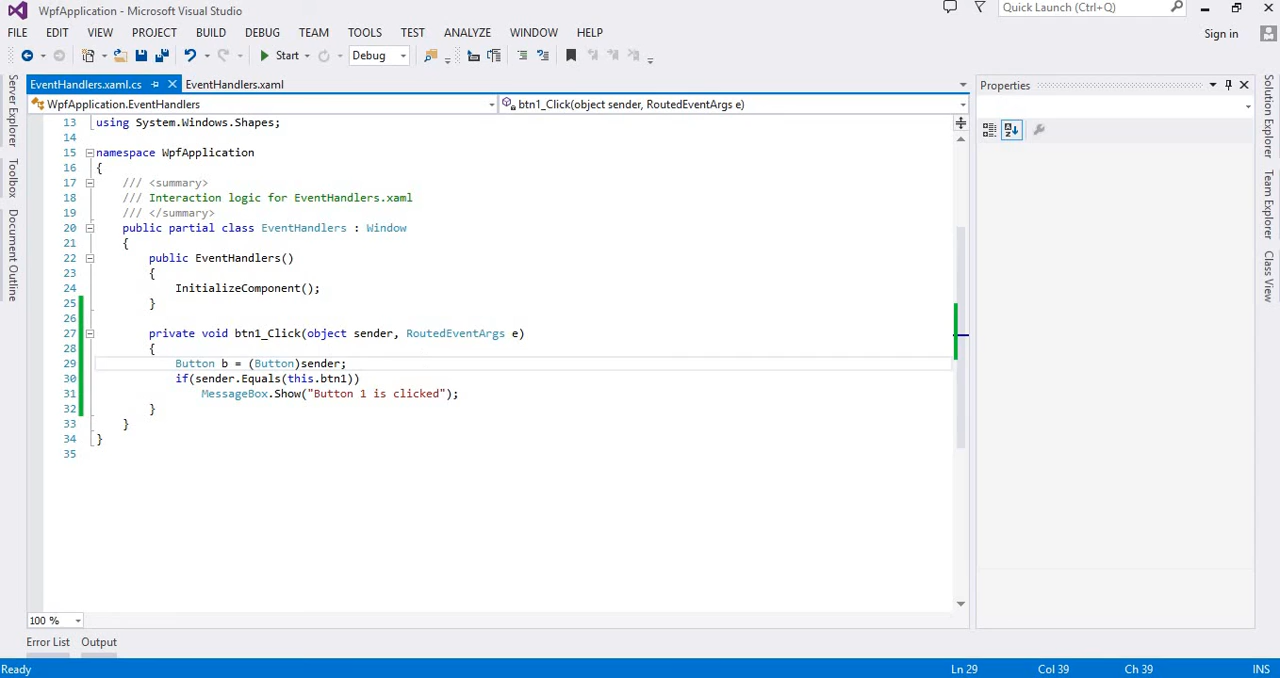 WpfApplication - Microsoft Visual Studio
Quick Launch (Ctrl+Q)
FILE EDIT VIEW PROJECT BUILD DEBUG TEAM TOOLS TEST ANALYZE WINDOW HELP
Sign in
Start
Debug
Server Explorer
Toolbox
Document Outline
EventHandlers.xaml.cs
EventHandlers.xaml
WpfApplication.EventHandlers
btn1_Click(object sender, RoutedEventArgs e)
13 using System.Windows.Shapes;
14
15 namespace WpfApplication
16 {
17 /// <summary>
18 /// Interaction logic for EventHandlers.xaml
19 /// </summary>
20 public partial class EventHandlers : Window
21 {
22 public EventHandlers()
23 {
24 InitializeComponent();
25 }
26
27 private void btn1_Click(object sender, RoutedEventArgs e)
28 {
29 Button b = (Button)sender;
30 if(sender.Equals(this.btn1))
31 MessageBox.Show("Button 1 is clicked");
32 }
33 }
34 }
35
100 %
Properties
Solution Explorer
Team Explorer
Class View
Error List Output
Ready
Ln 29 Col 39 Ch 39 INS